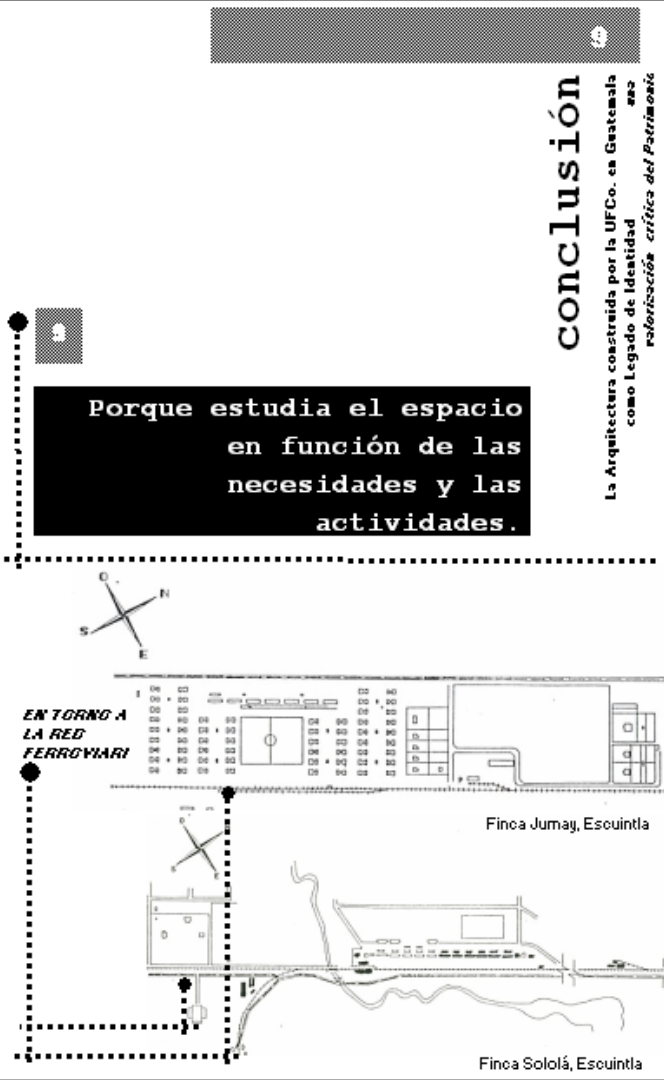 9
conclusión
La Arquitectura construida por la UFCo. en Guatemala
como Legado de Identidad una
valorización crítica del Patrimonio
9
Porque estudia el espacio
en función de las
necesidades y las
actividades.
O
N
S
E
EN TORNO A
LA RED
FERROVIARI
Finca Jumay, Escuintla
S
E
Finca Sololá, Escuintla